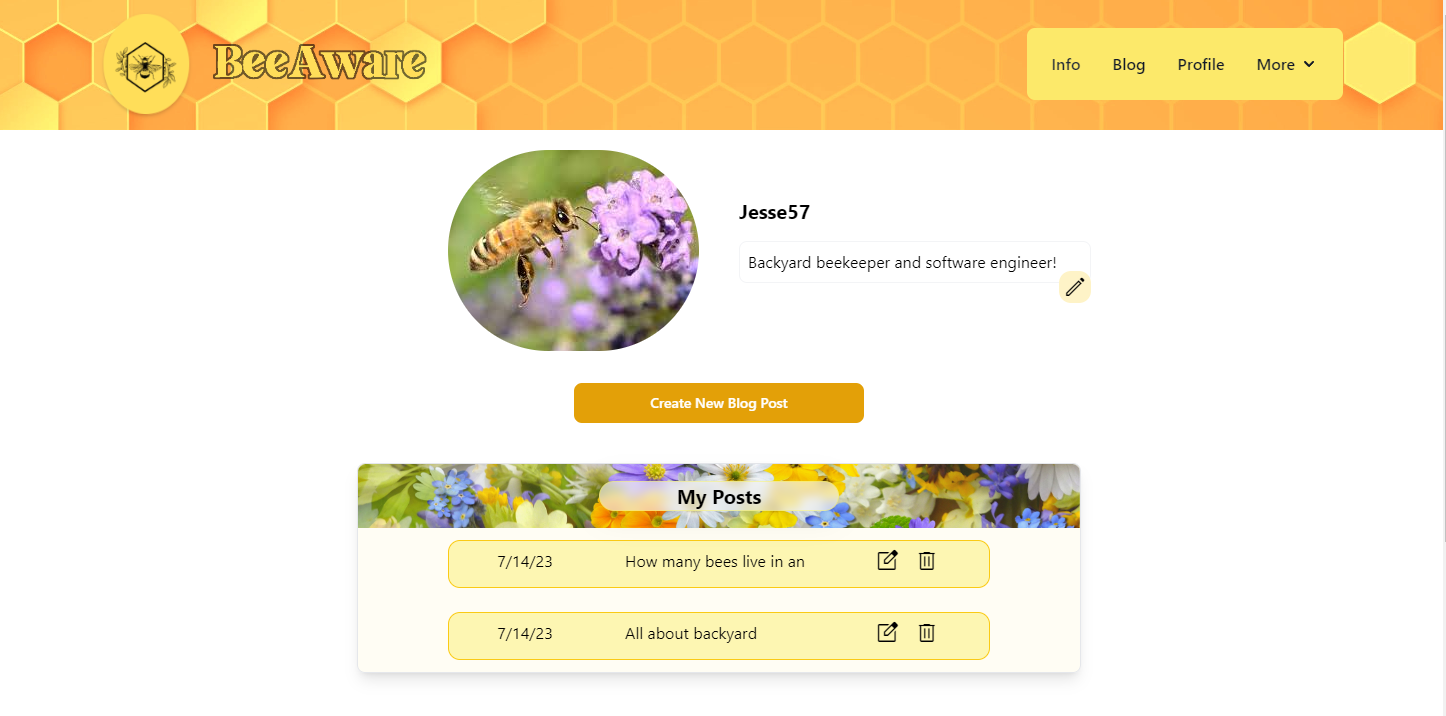 BeeAware
Info Blog Profile More
Jesse57
Backyard beekeeper and software engineer!
Create New Blog Post
My Posts
7/14/23 How many bees live in an
7/14/23 All about backyard